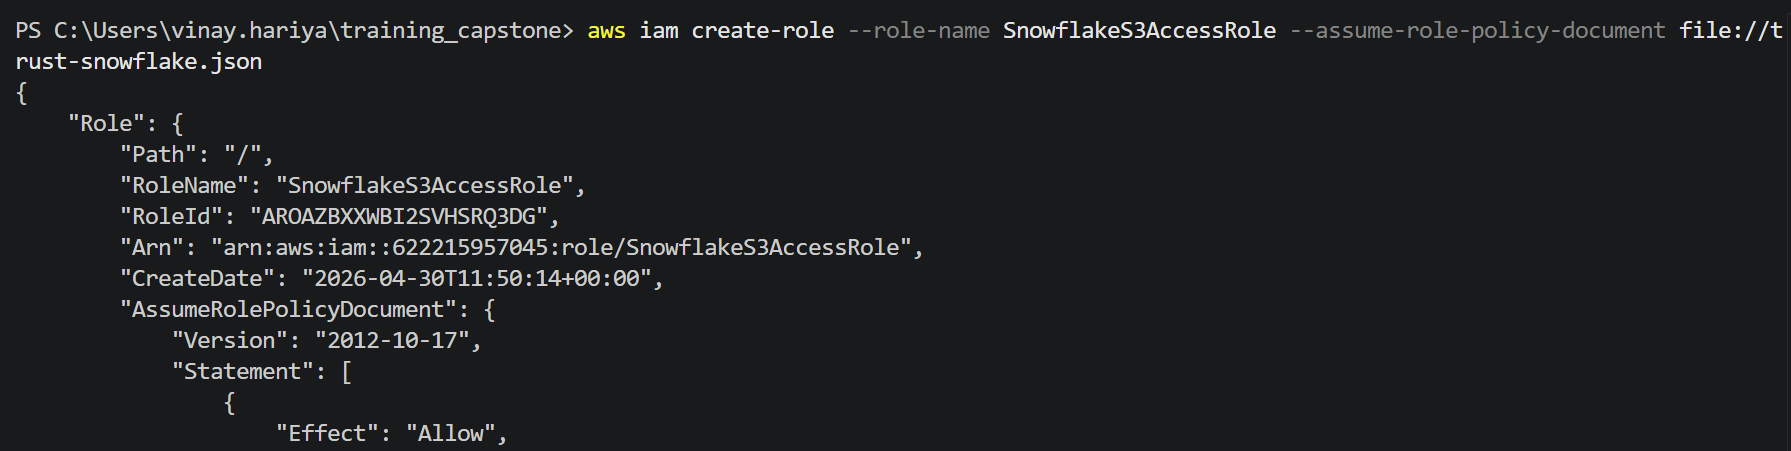 PS C:\Users\vinay.hariya\training_capstone> aws iam create-role --role-name SnowflakeS3AccessRole --assume-role-policy-document file://t
rust-snowflake.json
{
    "Role": {
        "Path": "/",
        "RoleName": "SnowflakeS3AccessRole",
        "RoleId": "AROAZBXXWBI2SVHSRQ3DG",
        "Arn": "arn:aws:iam::622215957045:role/SnowflakeS3AccessRole",
        "CreateDate": "2026-04-30T11:50:14+00:00",
        "AssumeRolePolicyDocument": {
            "Version": "2012-10-17",
            "Statement": [
                {
                    "Effect": "Allow",